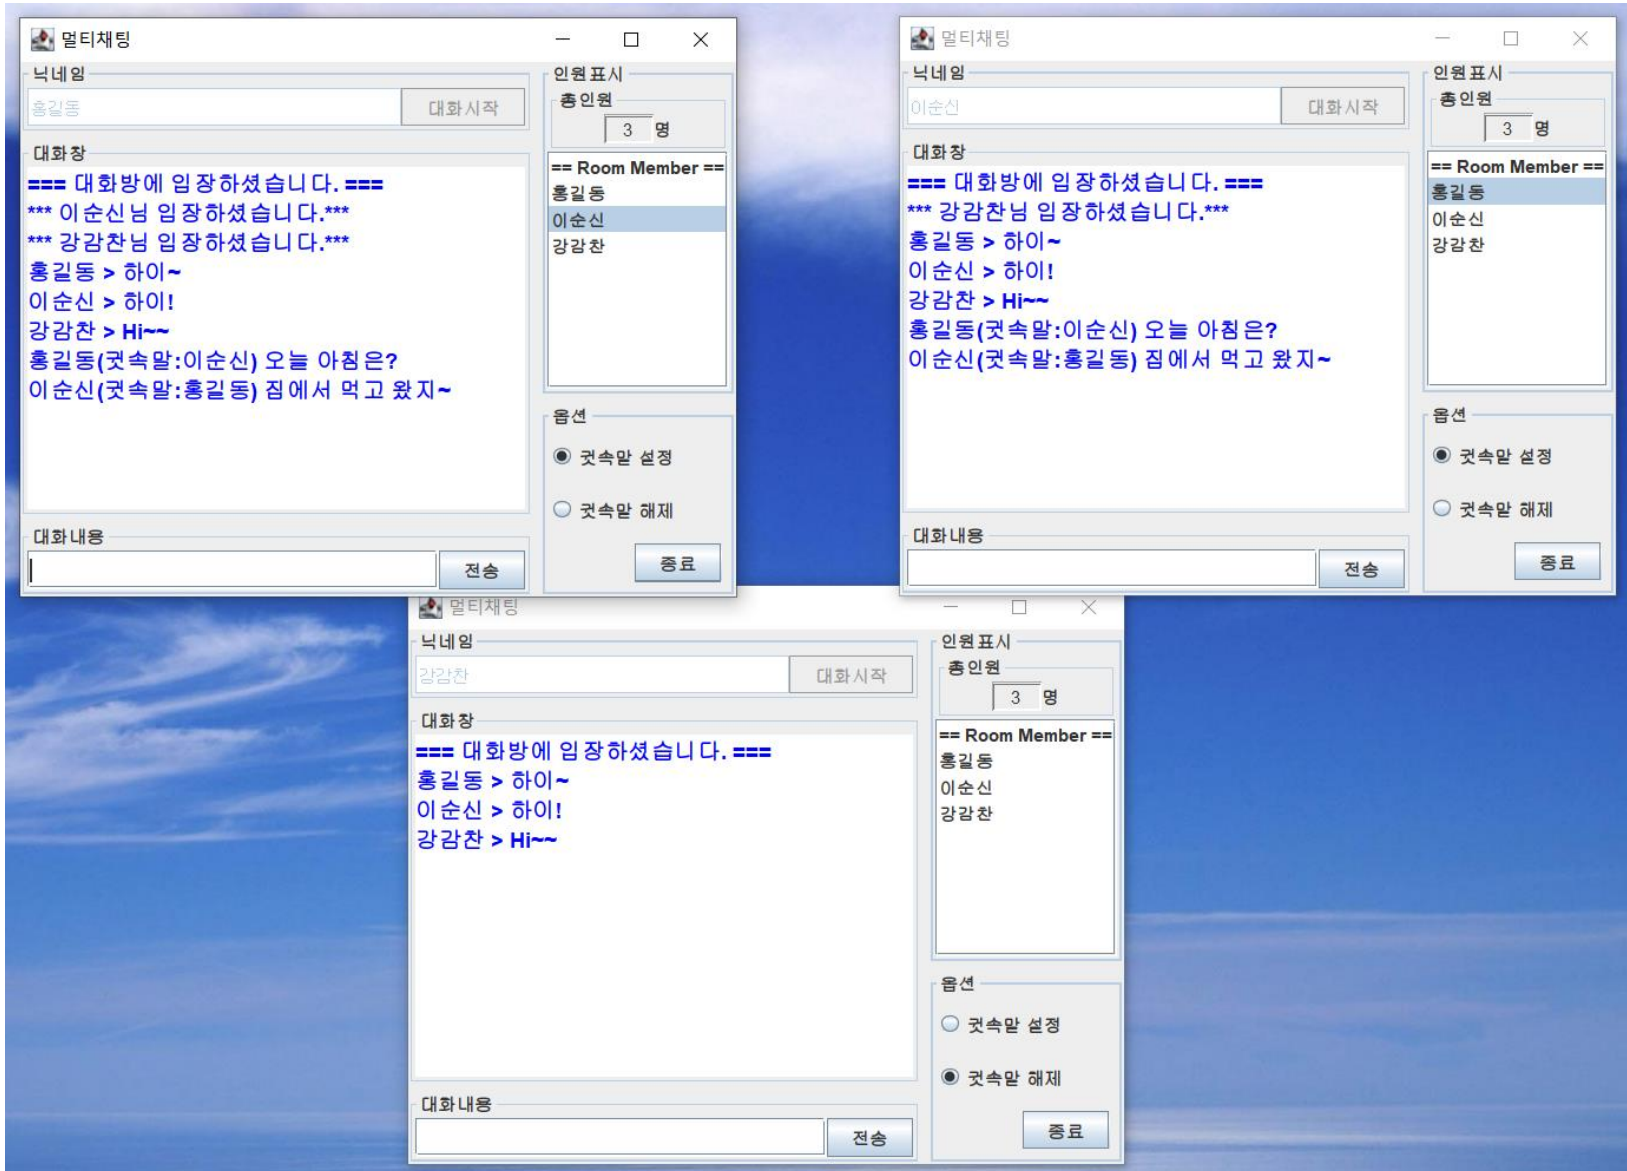 멀티채팅
닉네임
홍길동
대화시작
대화창
=== 대화방에 입장하셨습니다. ===
*** 이순신님 입장하셨습니다.***
*** 강감찬님 입장하셨습니다.***
홍길동 > 하이~
이순신 > 하이!
강감찬 > Hi~~
홍길동(귓속말:이순신) 오늘 아침은?
이순신(귓속말:홍길동) 집에서 먹고 왔지~
대화내용
전송
인원표시
총인원
3 명
== Room Member ==
홍길동
이순신
강감찬
옵션
귓속말 설정
귓속말 해제
종료
멀티채팅
닉네임
이순신
대화시작
대화창
=== 대화방에 입장하셨습니다. ===
*** 강감찬님 입장하셨습니다.***
홍길동 > 하이~
이순신 > 하이!
강감찬 > Hi~~
홍길동(귓속말:이순신) 오늘 아침은?
이순신(귓속말:홍길동) 집에서 먹고 왔지~
대화내용
전송
인원표시
총인원
3 명
== Room Member ==
홍길동
이순신
강감찬
옵션
귓속말 설정
귓속말 해제
종료
멀티채팅
닉네임
강감찬
대화시작
대화창
=== 대화방에 입장하셨습니다. ===
홍길동 > 하이~
이순신 > 하이!
강감찬 > Hi~~
대화내용
전송
인원표시
총인원
3 명
== Room Member ==
홍길동
이순신
강감찬
옵션
귓속말 설정
귓속말 해제
종료